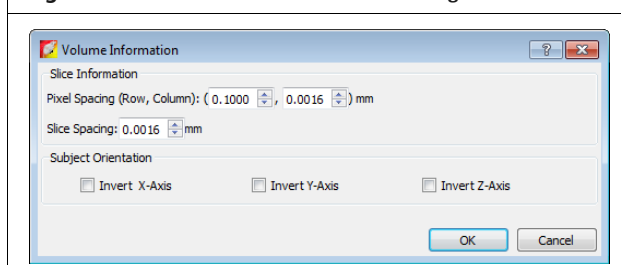 Volume Information
Slice Information
Pixel Spacing (Row, Column): ( 0.1000 , 0.0016 ) mm
Slice Spacing: 0.0016 mm
Subject Orientation
Invert X-Axis Invert Y-Axis Invert Z-Axis
OK Cancel